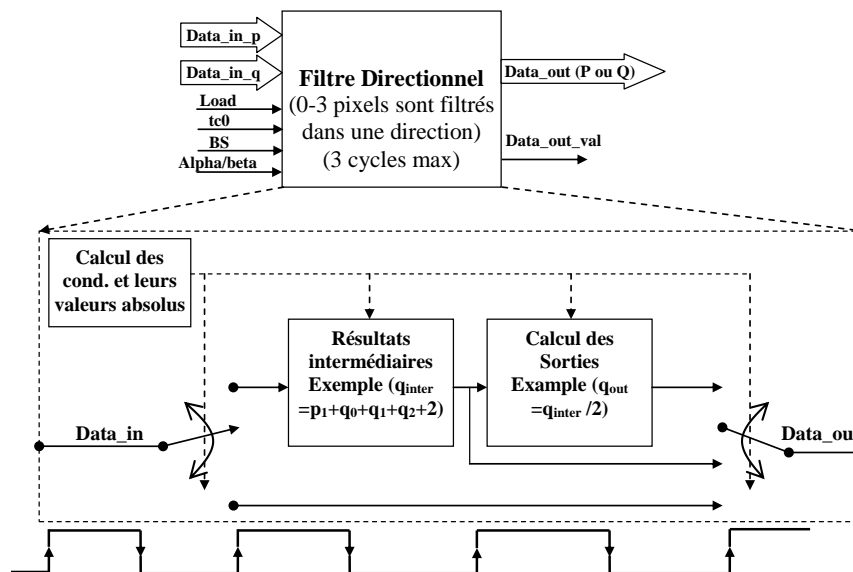 Data_in_p
Data_in_q
Load
tc0
BS
Alpha/beta
Filtre Directionnel
(0-3 pixels sont filtrés
dans une direction)
(3 cycles max)
Data_out (P ou Q)
Data_out_val
Calcul des
cond. et leurs
valeurs absolus
Résultats
intermédiaires
Exemple (qinter
=p1+q0+q1+q2+2)
Calcul des
Sorties
Example (qout
=qinter /2)
Data_in
Data_ou